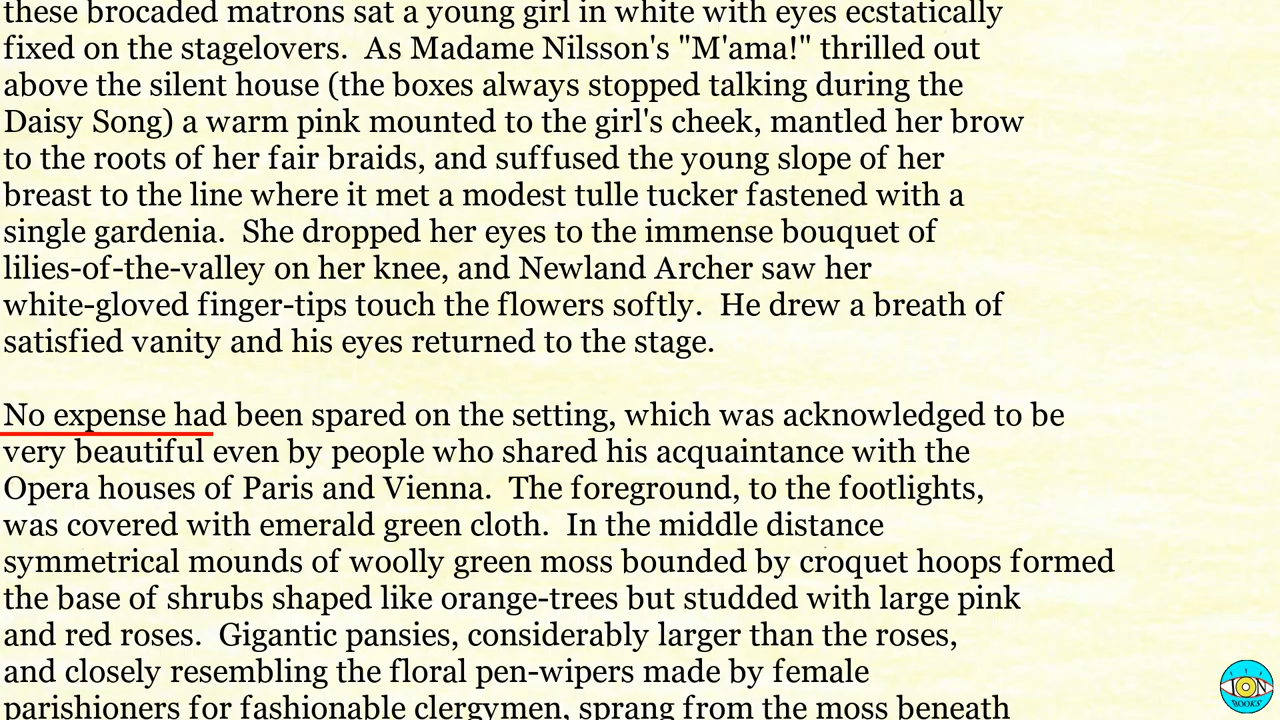 these brocaded matrons sat a young girl in white with eyes ecstatically
fixed on the stagelovers.  As Madame Nilsson's "M'ama!" thrilled out
above the silent house (the boxes always stopped talking during the
Daisy Song) a warm pink mounted to the girl's cheek, mantled her brow
to the roots of her fair braids, and suffused the young slope of her
breast to the line where it met a modest tulle tucker fastened with a
single gardenia.  She dropped her eyes to the immense bouquet of
lilies-of-the-valley on her knee, and Newland Archer saw her
white-gloved finger-tips touch the flowers softly.  He drew a breath of
satisfied vanity and his eyes returned to the stage.
No expense had been spared on the setting, which was acknowledged to be
very beautiful even by people who shared his acquaintance with the
Opera houses of Paris and Vienna.  The foreground, to the footlights,
was covered with emerald green cloth.  In the middle distance
symmetrical mounds of woolly green moss bounded by croquet hoops formed
the base of shrubs shaped like orange-trees but studded with large pink
and red roses.  Gigantic pansies, considerably larger than the roses,
and closely resembling the floral pen-wipers made by female
parishioners for fashionable clergymen, sprang from the moss beneath
ION
BOOKS